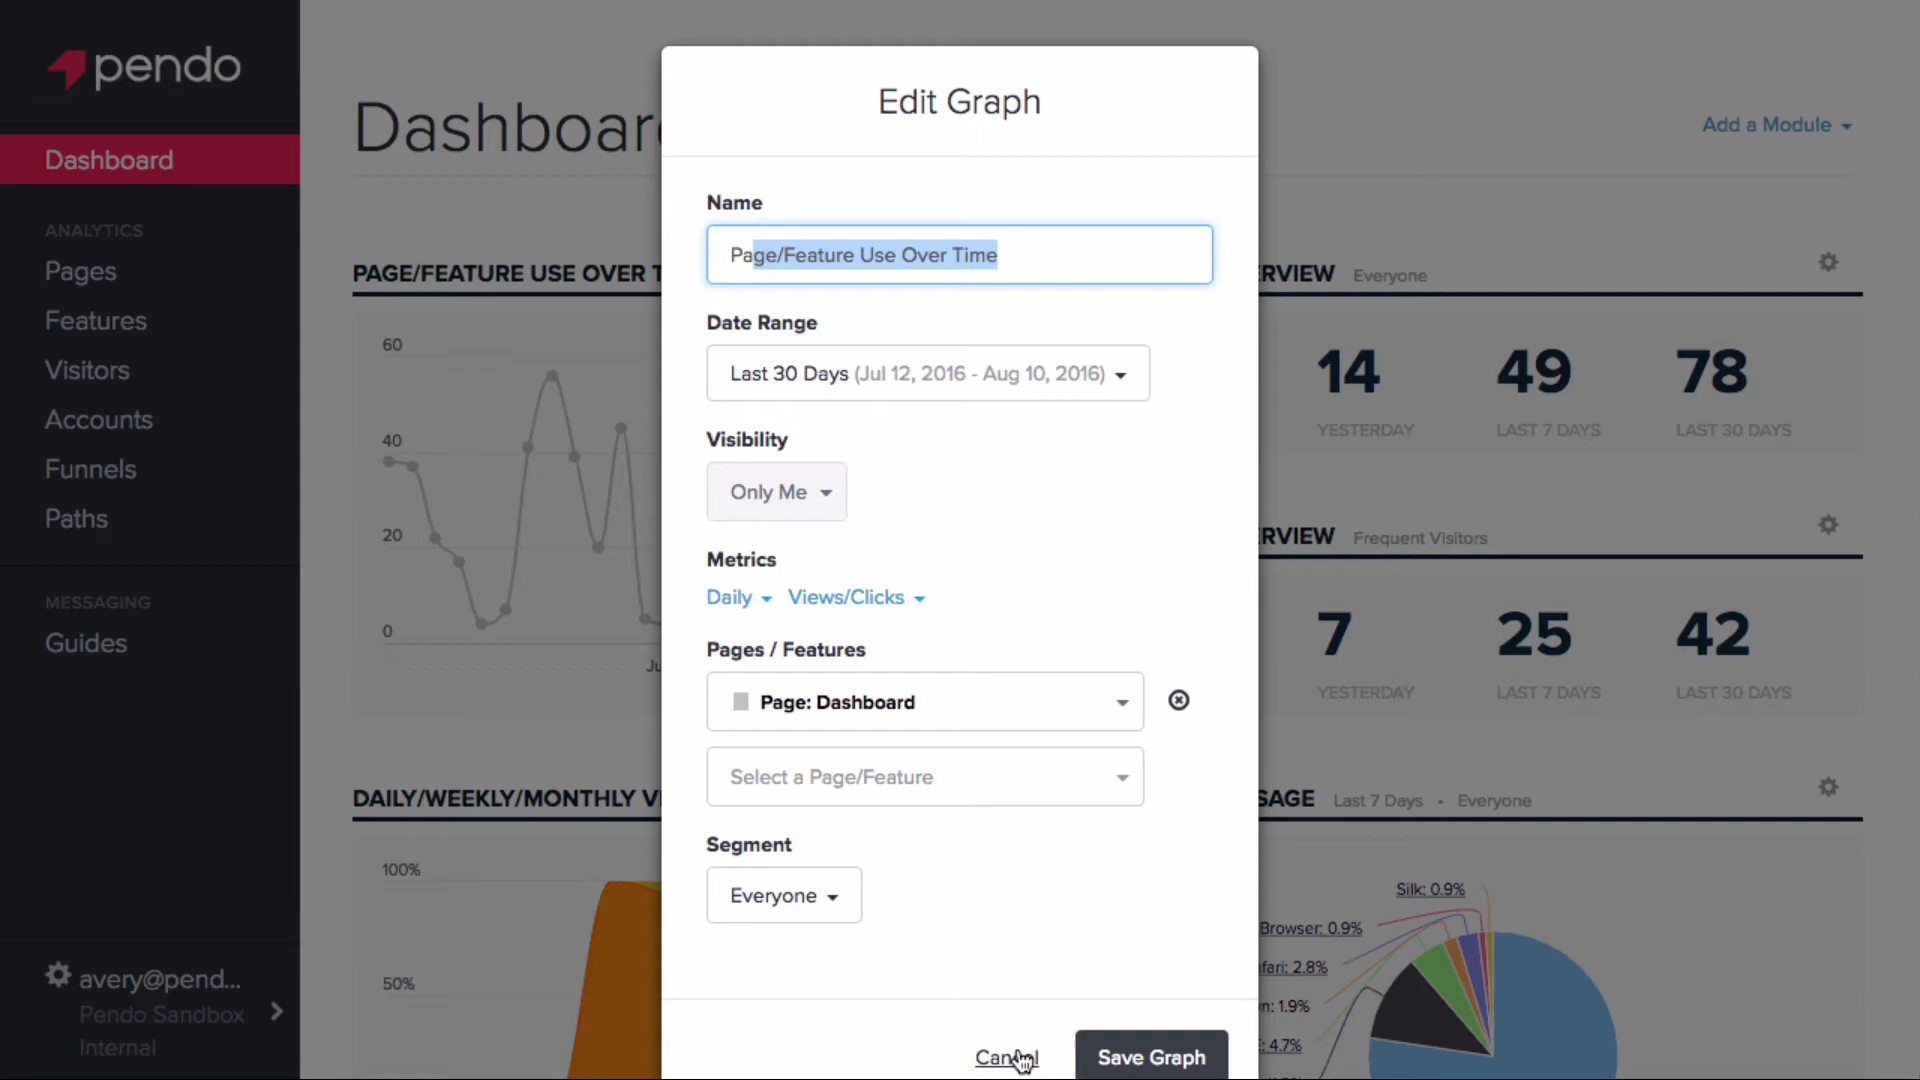 pendo
Dashboard
ANALYTICS
Pages
Features
Visitors
Accounts
Funnels
Paths
MESSAGING
Guides
avery@pend...
Pendo Sandbox
Internal
Dashboar
Add a Module
PAGE/FEATURE USE OVER T
60
40
20
0
Ju
DAILY/WEEKLY/MONTHLY VI
100%
50%
Edit Graph
Name
Page/Feature Use Over Time
Date Range
Last 30 Days (Jul 12, 2016 - Aug 10, 2016)
Visibility
Only Me
Metrics
Daily Views/Clicks
Pages / Features
Page: Dashboard
Select a Page/Feature
Segment
Everyone
Cancel Save Graph
ERVIEW Everyone
14 49 78
YESTERDAY LAST 7 DAYS LAST 30 DAYS
ERVIEW Frequent Visitors
7 25 42
YESTERDAY LAST 7 DAYS LAST 30 DAYS
SAGE Last 7 Days • Everyone
Silk: 0.9%
Browser: 0.9%
fari: 2.8%
wn: 1.9%
E: 4.7%